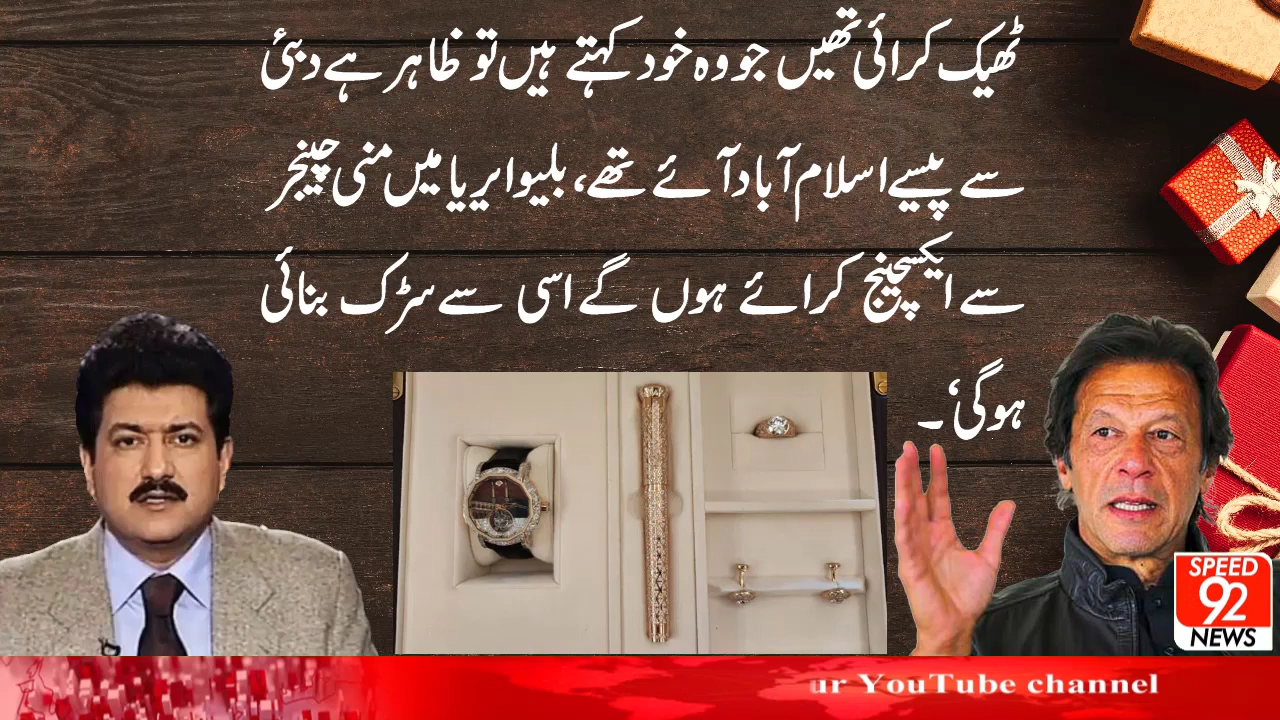 ٹھیک کرائی تھیں جو وہ خود کہتے ہیں تو ظاہر ہے دبئی
سے پیسے اسلام آباد آئے تھے، بلیو ایریا میں منی چینجر
سے ایکسچینج کرائے ہوں گے اسی سے سڑک بنائی
ہوگی‘۔
SPEED
92
NEWS
ur YouTube channel